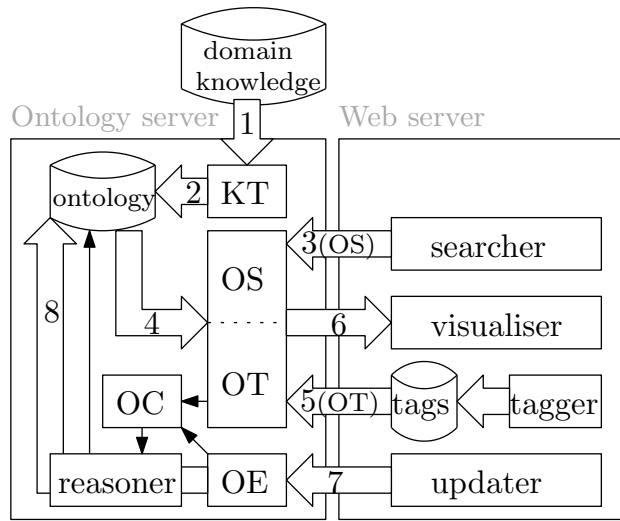 domain
knowledge
Ontology server
Web server
1
2
KT
ontology
3(OS)
searcher
OS
8
4
6
visualiser
OT
OC
5(OT)
tags
tagger
reasoner
OE
7
updater